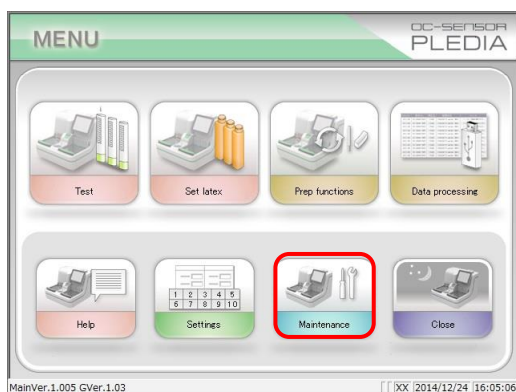 MENU
OC-SENSOR
PLEDIA
Test
Set latex
Prep functions
Data processing
Help
1 2 3 4 5
6 7 8 9 10
Settings
Maintenance
Close
MainVer.1.005 GVer.1.03
XX 2014/12/24 16:05:06